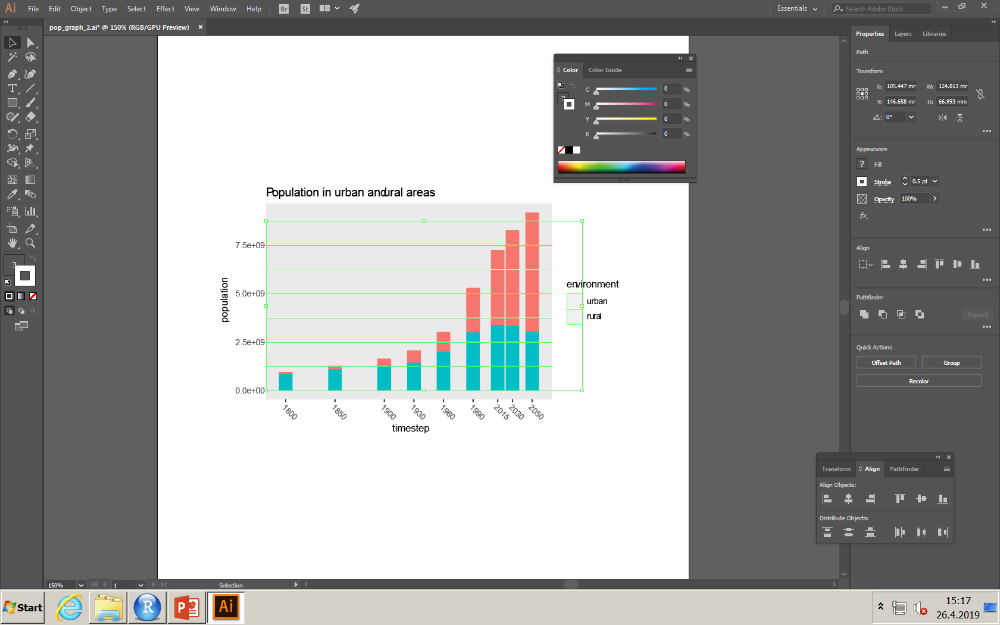 Ai File Edit Object Type Select Effect View Window Help Br St Essentials Search Adobe Stock
pop_graph_2.ai* @ 150% (RGB/GPU Preview) ×
Properties Layers Libraries
Path
Transform
X: 105.447 mm W: 124.813 mm
Y: 146.658 mm H: 66.993 mm
0°
Appearance
? Fill
Stroke 0.5 pt
Opacity 100%
fx.
Align
Pathfinder
Expand
Quick Actions
Offset Path Group
Recolor
Color Color Guide
C 0 %
M 0 %
Y 0 %
K 0 %
Population in urban and rural areas
7.5e+09
5.0e+09
2.5e+09
0.0e+00
population
1800 1850 1900 1930 1960 1990 2015 2030 2050
timestep
environment
urban
rural
Transform Align Pathfinder
Align Objects:
Distribute Objects:
150% 1 Selection
Start R P Ai
15:17
26.4.2019